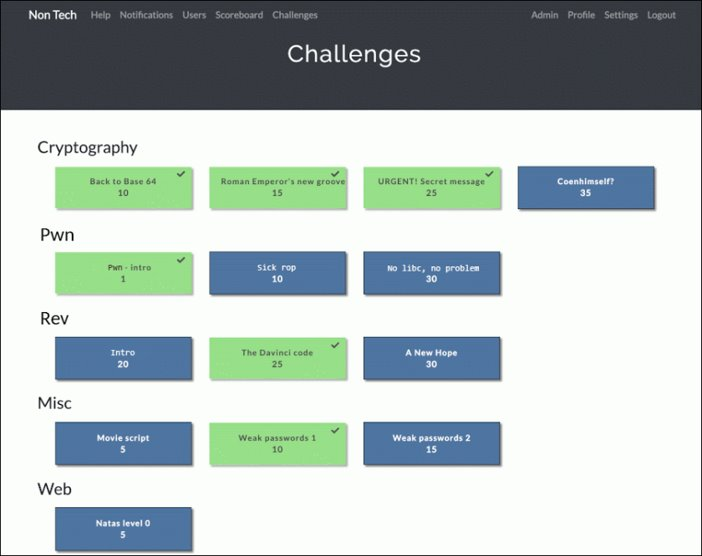 Non Tech Help Notifications Users Scoreboard Challenges Admin Profile Settings Logout
Challenges
Cryptography
Back to Base 64
10
Roman Emperor's new groove
15
URGENT! Secret message
25
Coenhimself?
35
Pwn
Pwn - intro
1
Sick rop
10
No libc, no problem
30
Rev
Intro
20
The Davinci code
25
A New Hope
30
Misc
Movie script
5
Weak passwords 1
10
Weak passwords 2
15
Web
Natas level 0
5